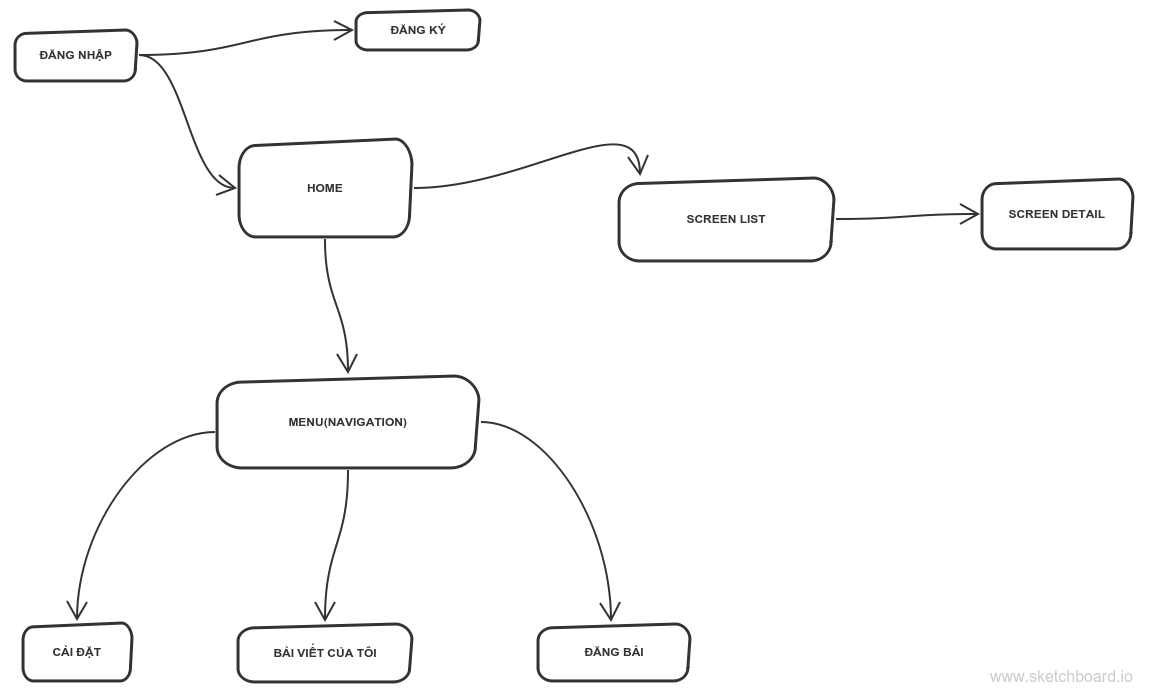 ĐĂNG KÝ
ĐĂNG NHẬP
HOME
SCREEN LIST
SCREEN DETAIL
MENU(NAVIGATION)
CÀI ĐẶT
BÀI VIẾT CỦA TÔI
ĐĂNG BÀI
www.sketchboard.io